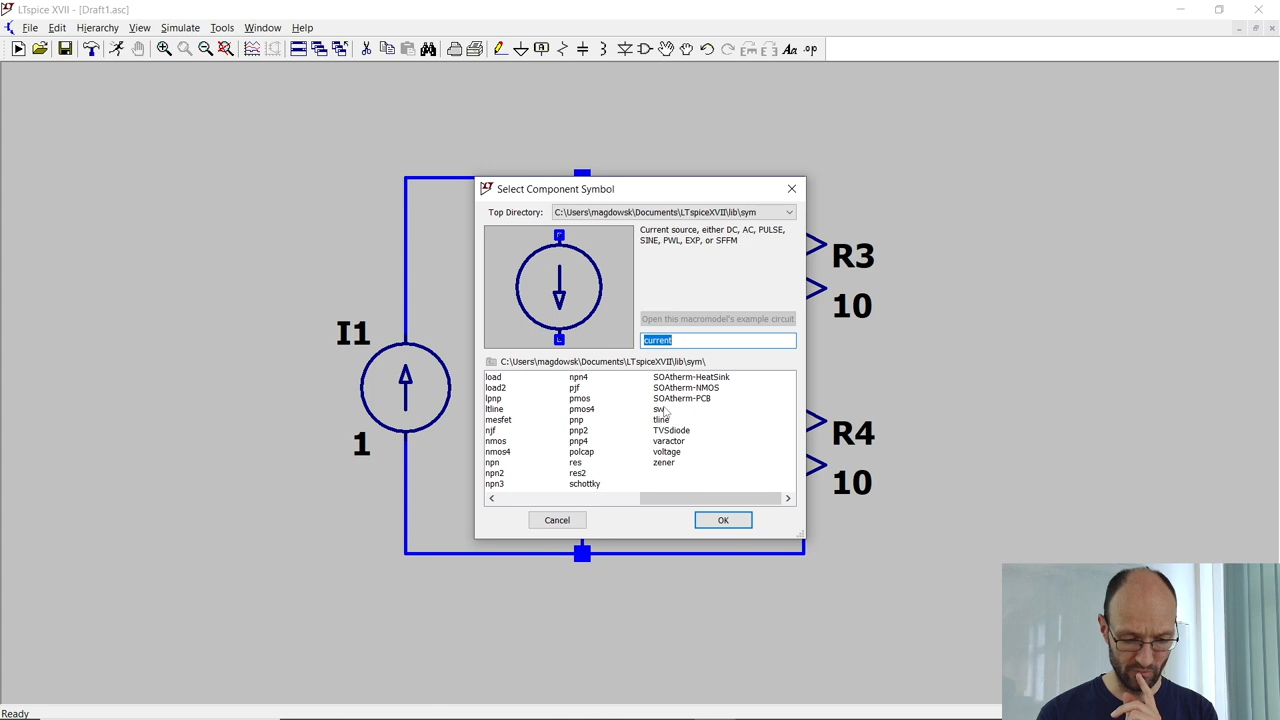 LTspice XVII - [Draft1.asc]
File Edit Hierarchy View Simulate Tools Window Help
Select Component Symbol
Top Directory: C:\Users\magdowsk\Documents\LTspiceXVII\lib\sym
Current source, either DC, AC, PULSE,
SINE, PWL, EXP, or SFFM
Open this macromodel's example circuit
current
C:\Users\magdowsk\Documents\LTspiceXVII\lib\sym\
load npn4 SOAtherm-HeatSink
load2 pjf SOAtherm-NMOS
lpnp pmos SOAtherm-PCB
ltline pmos4 sw
mesfet pnp tline
njf pnp2 TVSdiode
nmos pnp4 varactor
nmos4 polcap voltage
npn res zener
npn2 res2
npn3 schottky
Cancel OK
I1
1
R3
10
R4
10
Ready